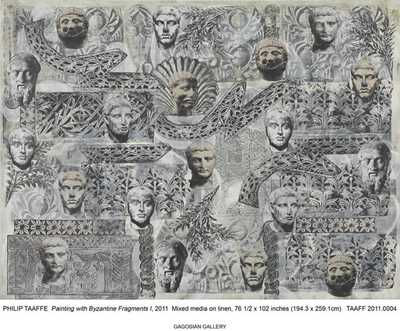 PHILIP TAAFFE Painting with Byzantine Fragments I, 2011 Mixed media on linen, 76 1/2 x 102 inches (194.3 x 259.1cm) TAAFF 2011.0004
GAGOSIAN GALLERY